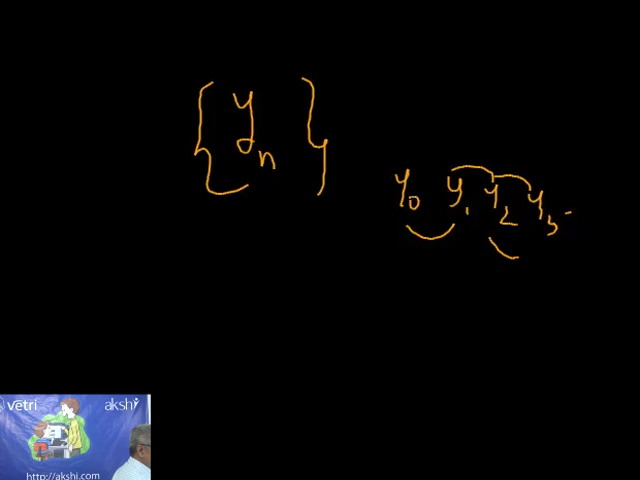 {yn}
y0 y1 y2 y3 -
vetri akshi
http://akshi.com